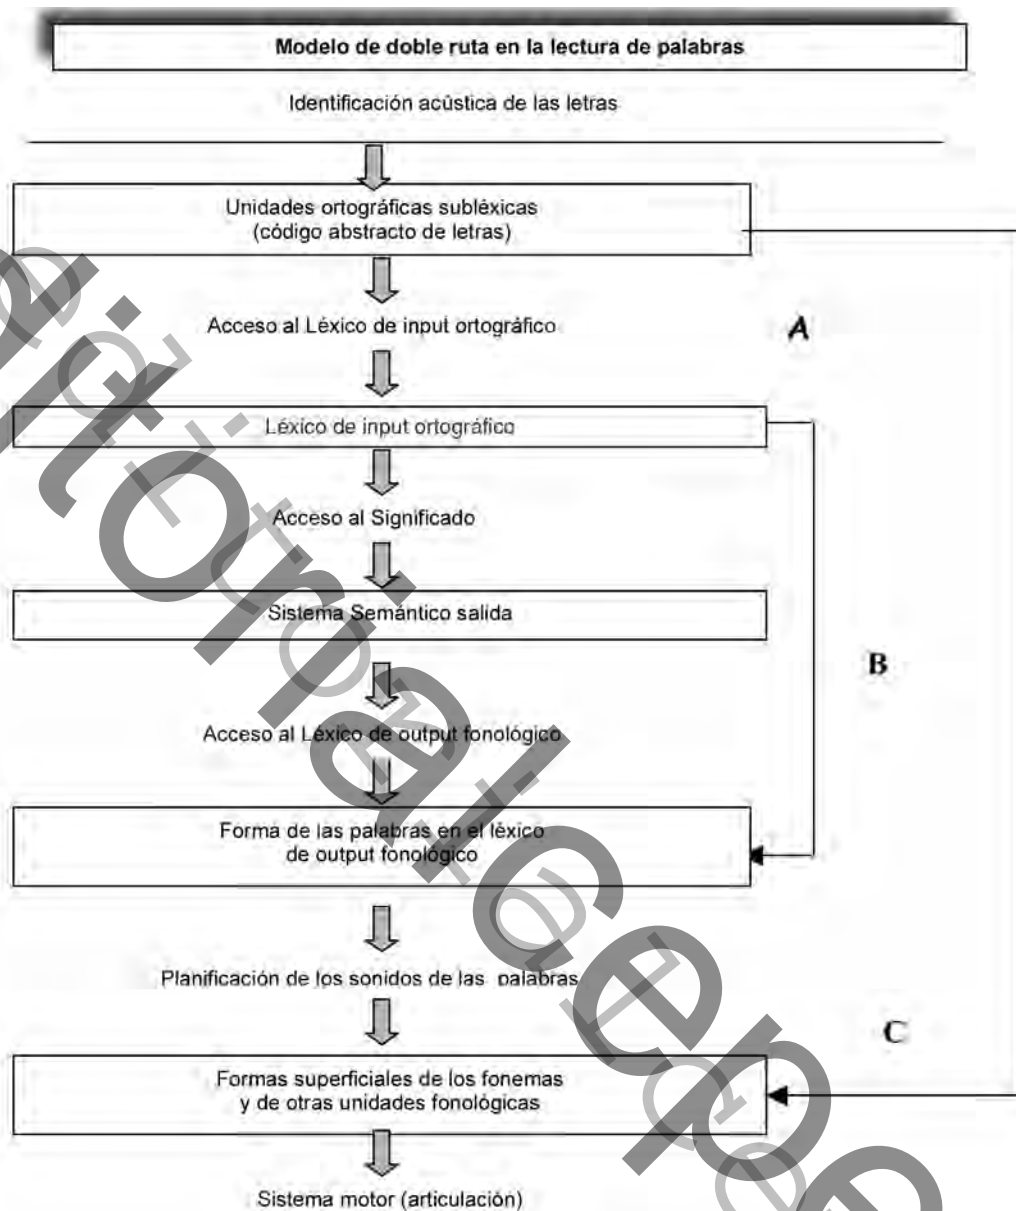 Modelo de doble ruta en la lectura de palabras
Identificación acústica de las letras
Unidades ortográficas subléxicas
(código abstracto de letras)
Acceso al Léxico de input ortográfico
A
Léxico de input ortográfico
Acceso al Significado
Sistema Semántico salida
B
Acceso al Léxico de output fonológico
Forma de las palabras en el léxico
de output fonológico
Planificación de los sonidos de las palabras
C
Formas superficiales de los fonemas
y de otras unidades fonológicas
Sistema motor (articulación)